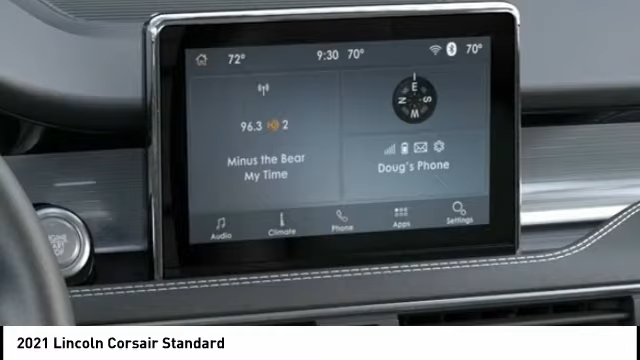 72° 9:30 70° 70°
96.3 HD 2
Minus the Bear
My Time
E
N S
W
Doug's Phone
Audio Climate Phone Apps Settings
2021 Lincoln Corsair Standard